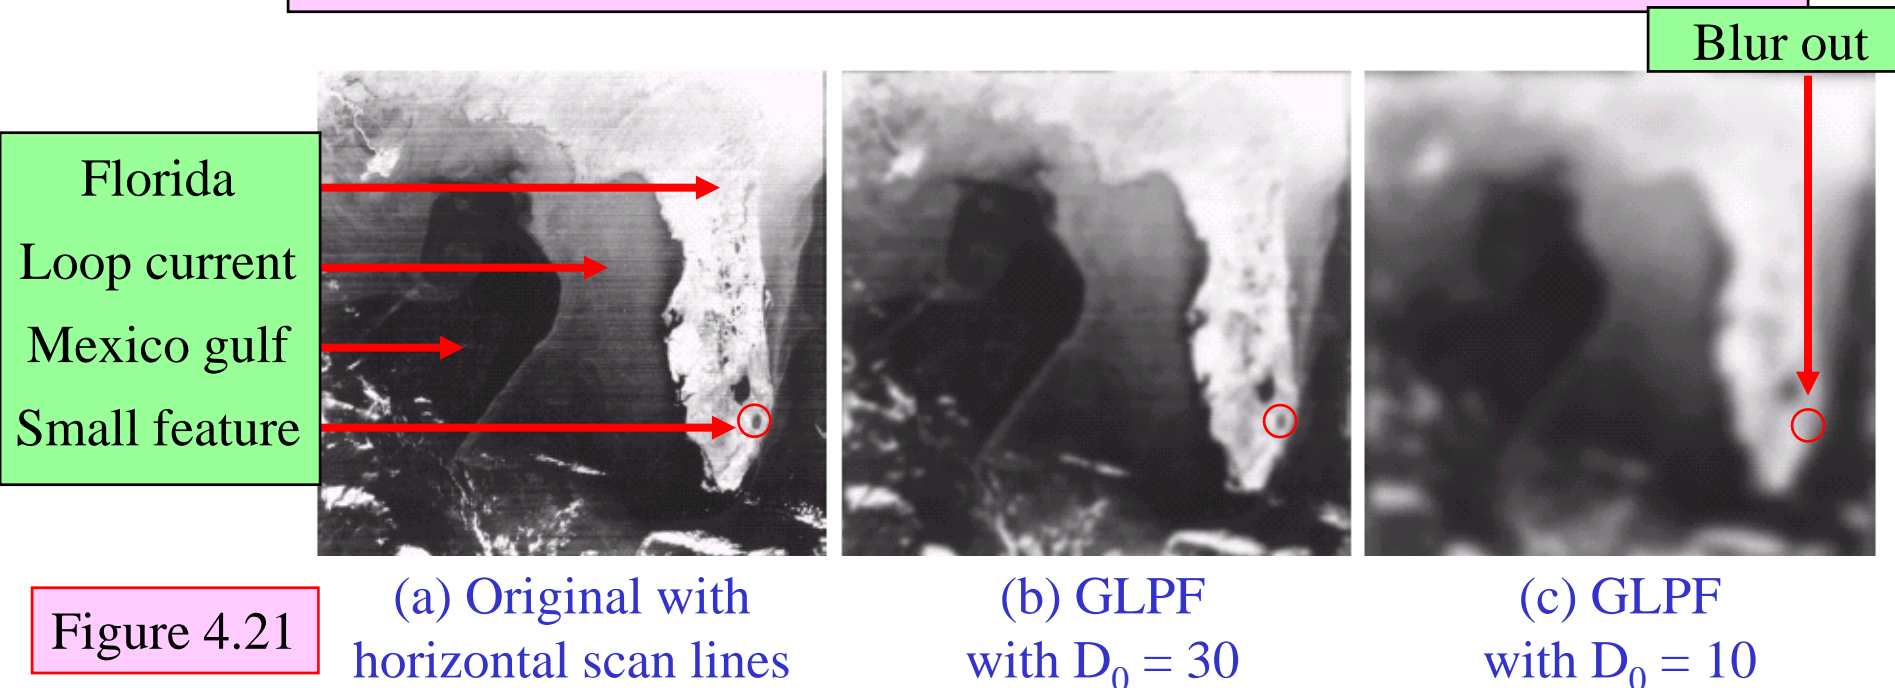 Blur out
Florida
Loop current
Mexico gulf
Small feature
Figure 4.21
(a) Original with
horizontal scan lines
(b) GLPF
with D₀ = 30
(c) GLPF
with D₀ = 10